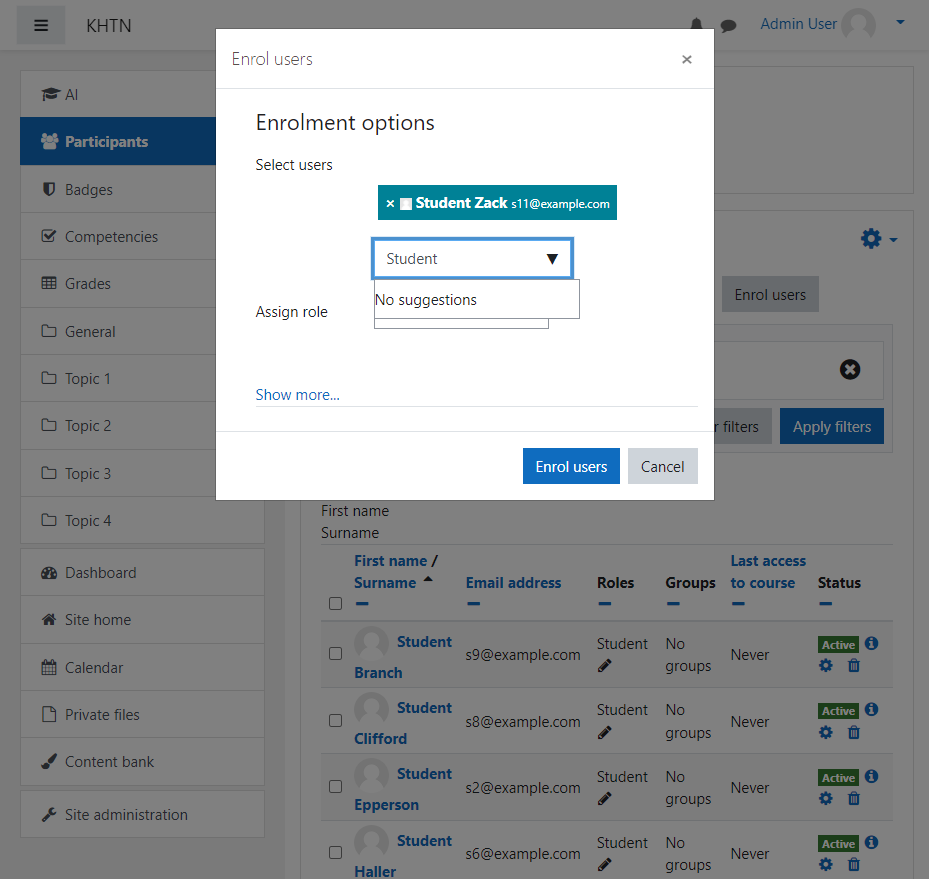 KHTN
Admin User
Enrol users
×
Enrolment options
Select users
× Student Zack s11@example.com
Student ▼
No suggestions
Assign role
Show more...
Enrol users
Cancel
AI
Participants
Badges
Competencies
Grades
General
Topic 1
Topic 2
Topic 3
Topic 4
Dashboard
Site home
Calendar
Private files
Content bank
Site administration
Enrol users
filters
Apply filters
First name
Surname
First name / Surname
Email address
Roles
Groups
Last access to course
Status
Student Branch
s9@example.com
Student
No groups
Never
Active
Student Clifford
s8@example.com
Student
No groups
Never
Active
Student Epperson
s2@example.com
Student
No groups
Never
Active
Student Haller
s6@example.com
Student
No groups
Never
Active